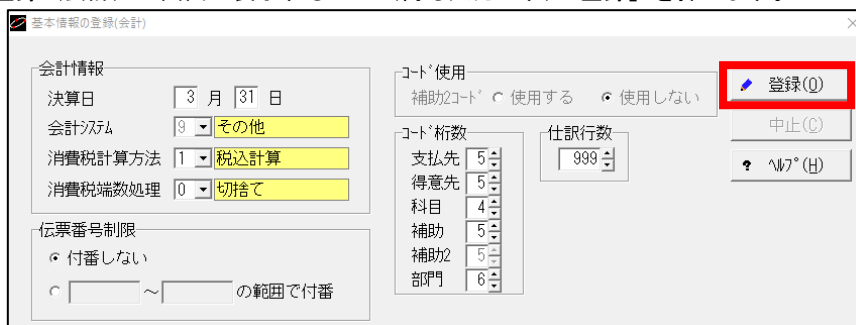 基本情報の登録(会計)
会計情報
決算日 3 月 31 日
会計システム 9 その他
消費税計算方法 1 税込計算
消費税端数処理 0 切捨て
伝票番号制限
付番しない
～ の範囲で付番
コード使用
補助2コード 使用する 使用しない
コード桁数
支払先 5
得意先 5
科目 4
補助 5
補助2 5
部門 6
仕訳行数
999
登録(O)
中止(C)
? ヘルプ(H)